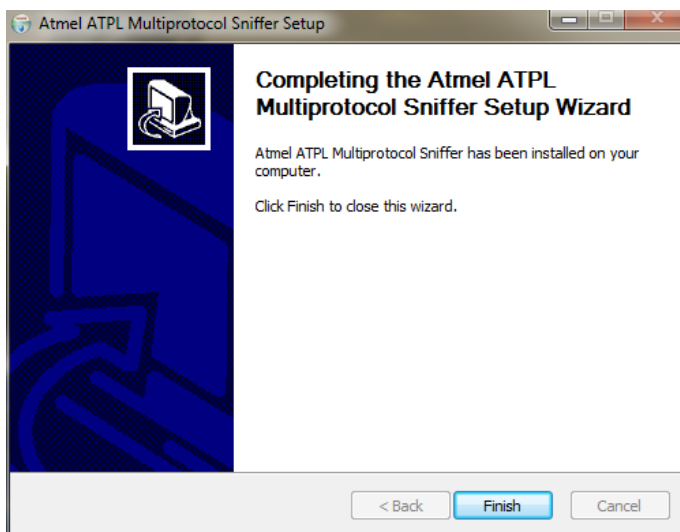 Atmel ATPL Multiprotocol Sniffer Setup
Completing the Atmel ATPL
Multiprotocol Sniffer Setup Wizard
Atmel ATPL Multiprotocol Sniffer has been installed on your
computer.
Click Finish to close this wizard.
< Back
Finish
Cancel